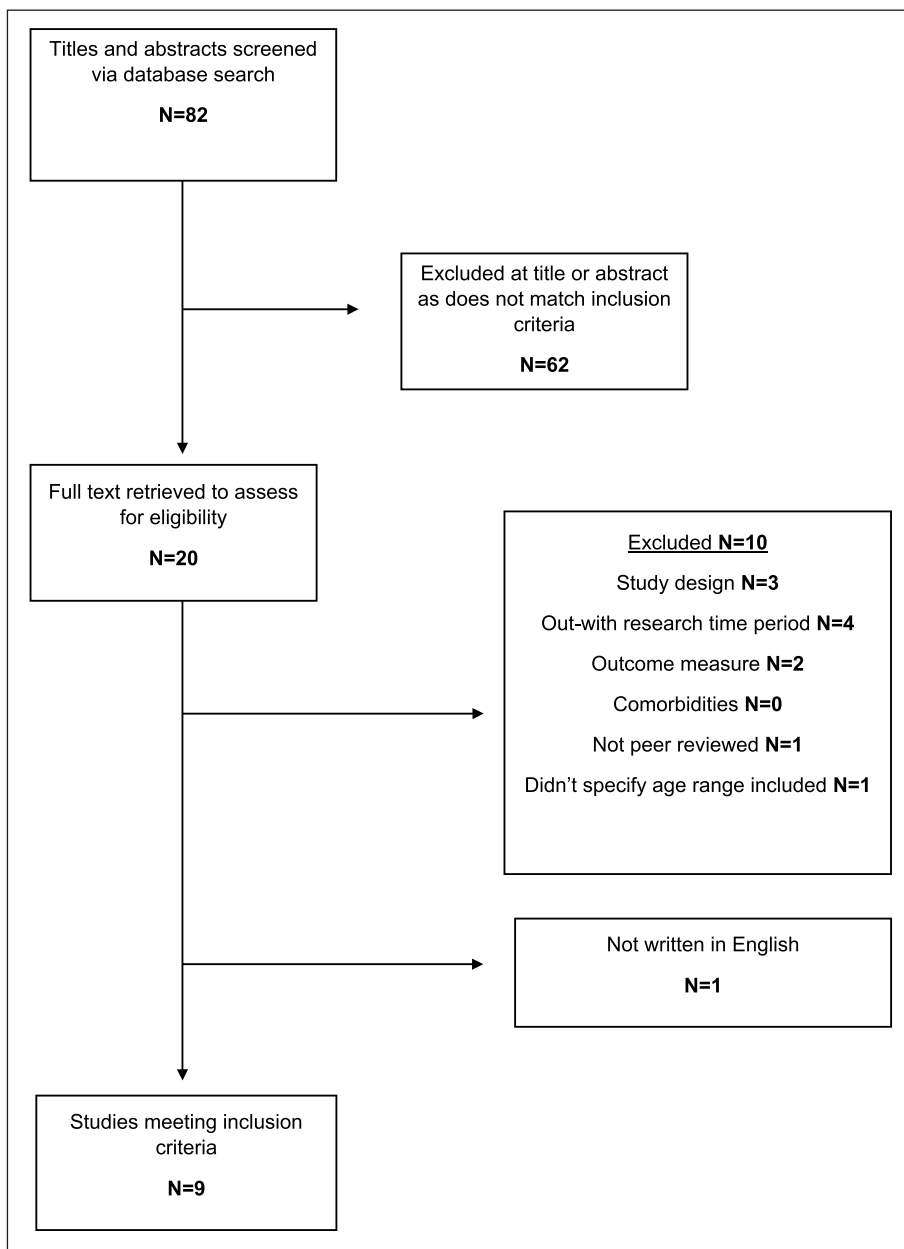 Titles and abstracts screened
via database search
N=82
Excluded at title or abstract
as does not match inclusion
criteria
N=62
Full text retrieved to assess
for eligibility
N=20
Excluded N=10
Study design N=3
Out-with research time period N=4
Outcome measure N=2
Comorbidities N=0
Not peer reviewed N=1
Didn’t specify age range included N=1
Not written in English
N=1
Studies meeting inclusion
criteria
N=9